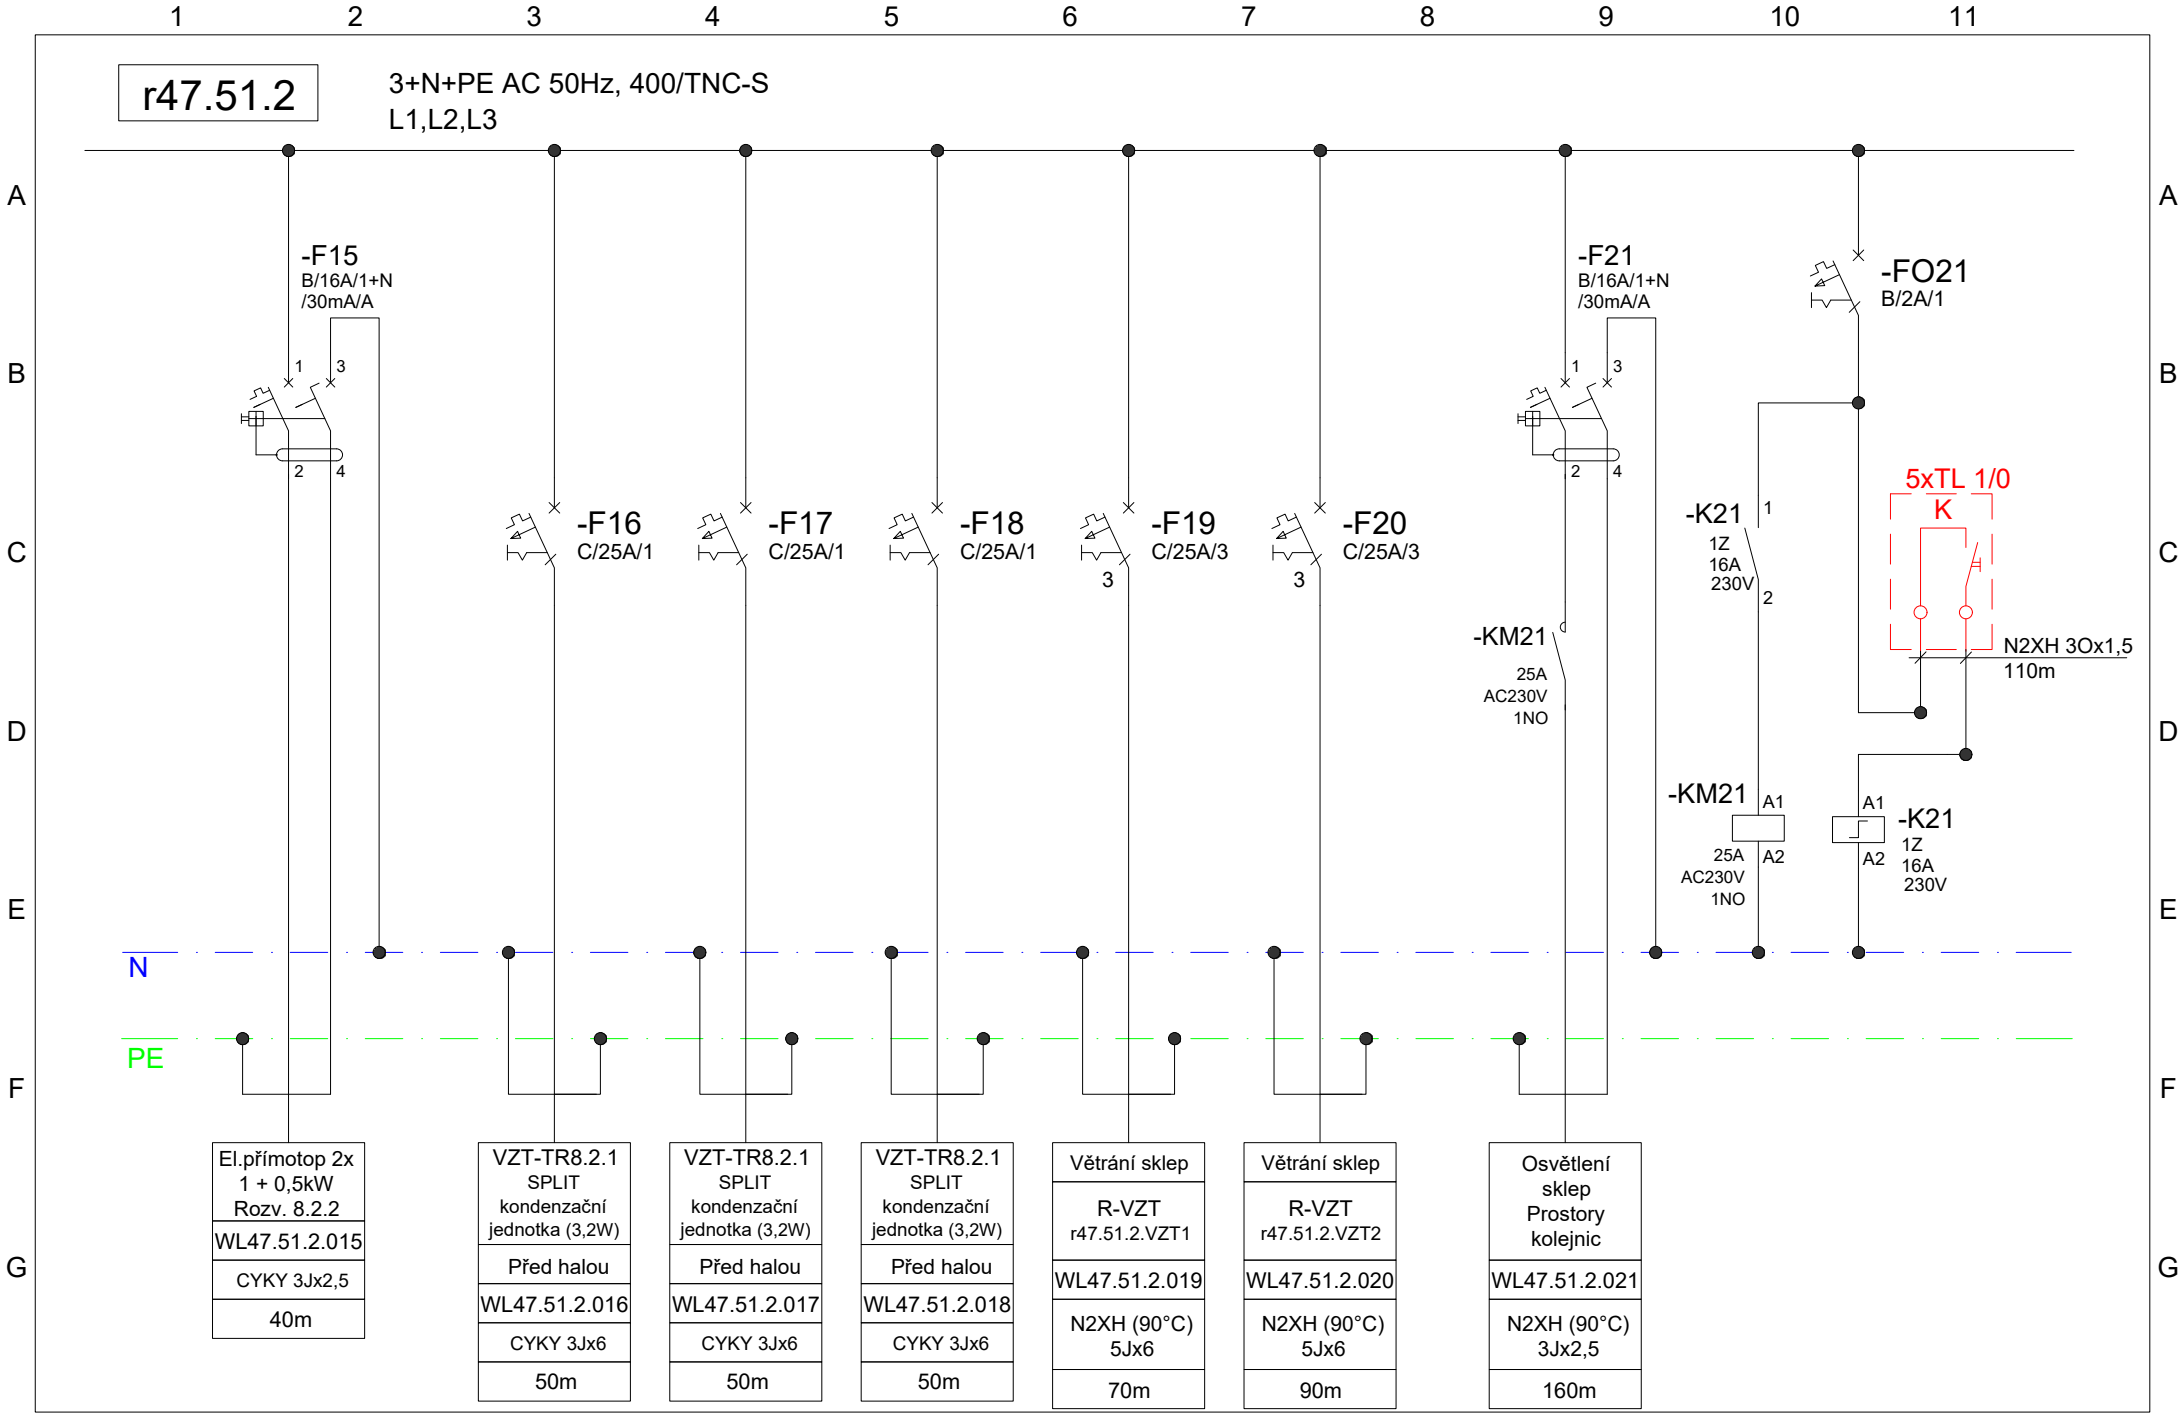 1 2 3 4 5 6 7 8 9 10 11
r47.51.2
3+N+PE AC 50Hz, 400/TNC-S
L1,L2,L3
A A
B B
C C
D D
E E
F F
G G
-F15
B/16A/1+N
/30mA/A
1 3
2 4
-F16
C/25A/1
-F17
C/25A/1
-F18
C/25A/1
-F19
C/25A/3
3
-F20
C/25A/3
3
-F21
B/16A/1+N
/30mA/A
1 3
2 4
-KM21
25A
AC230V
1NO
-FO21
B/2A/1
-K21
1Z
16A
230V
1
2
5xTL 1/0
K
N2XH 3Ox1,5
110m
-KM21
A1
A2
25A
AC230V
1NO
A1
A2
-K21
1Z
16A
230V
N
PE
El.přímotop 2x
1 + 0,5kW
Rozv. 8.2.2
WL47.51.2.015
CYKY 3Jx2,5
40m
VZT-TR8.2.1
SPLIT
kondenzační
jednotka (3,2W)
Před halou
WL47.51.2.016
CYKY 3Jx6
50m
VZT-TR8.2.1
SPLIT
kondenzační
jednotka (3,2W)
Před halou
WL47.51.2.017
CYKY 3Jx6
50m
VZT-TR8.2.1
SPLIT
kondenzační
jednotka (3,2W)
Před halou
WL47.51.2.018
CYKY 3Jx6
50m
Větrání sklep
R-VZT
r47.51.2.VZT1
WL47.51.2.019
N2XH (90°C)
5Jx6
70m
Větrání sklep
R-VZT
r47.51.2.VZT2
WL47.51.2.020
N2XH (90°C)
5Jx6
90m
Osvětlení
sklep
Prostory
kolejnic
WL47.51.2.021
N2XH (90°C)
3Jx2,5
160m